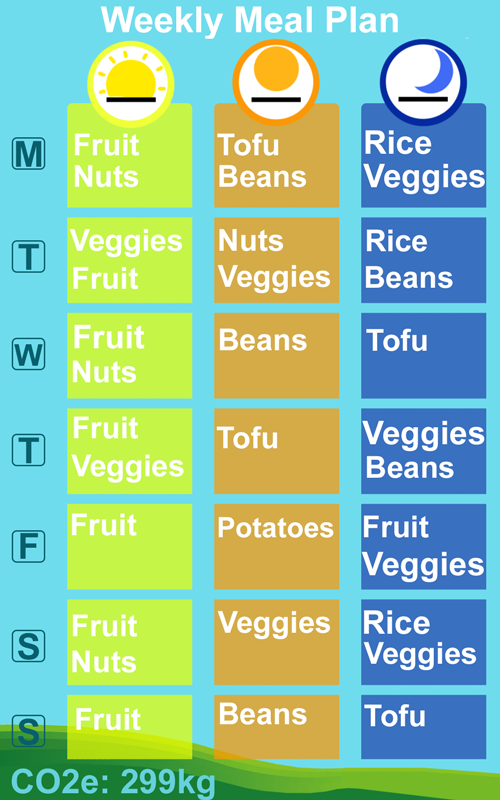 Weekly Meal Plan
M
Fruit
Nuts
Tofu
Beans
Rice
Veggies
T
Veggies
Fruit
Nuts
Veggies
Rice
Beans
W
Fruit
Nuts
Beans
Tofu
T
Fruit
Veggies
Tofu
Veggies
Beans
F
Fruit
Potatoes
Fruit
Veggies
S
Fruit
Nuts
Veggies
Rice
Veggies
S
Fruit
Beans
Tofu
CO2e: 299kg